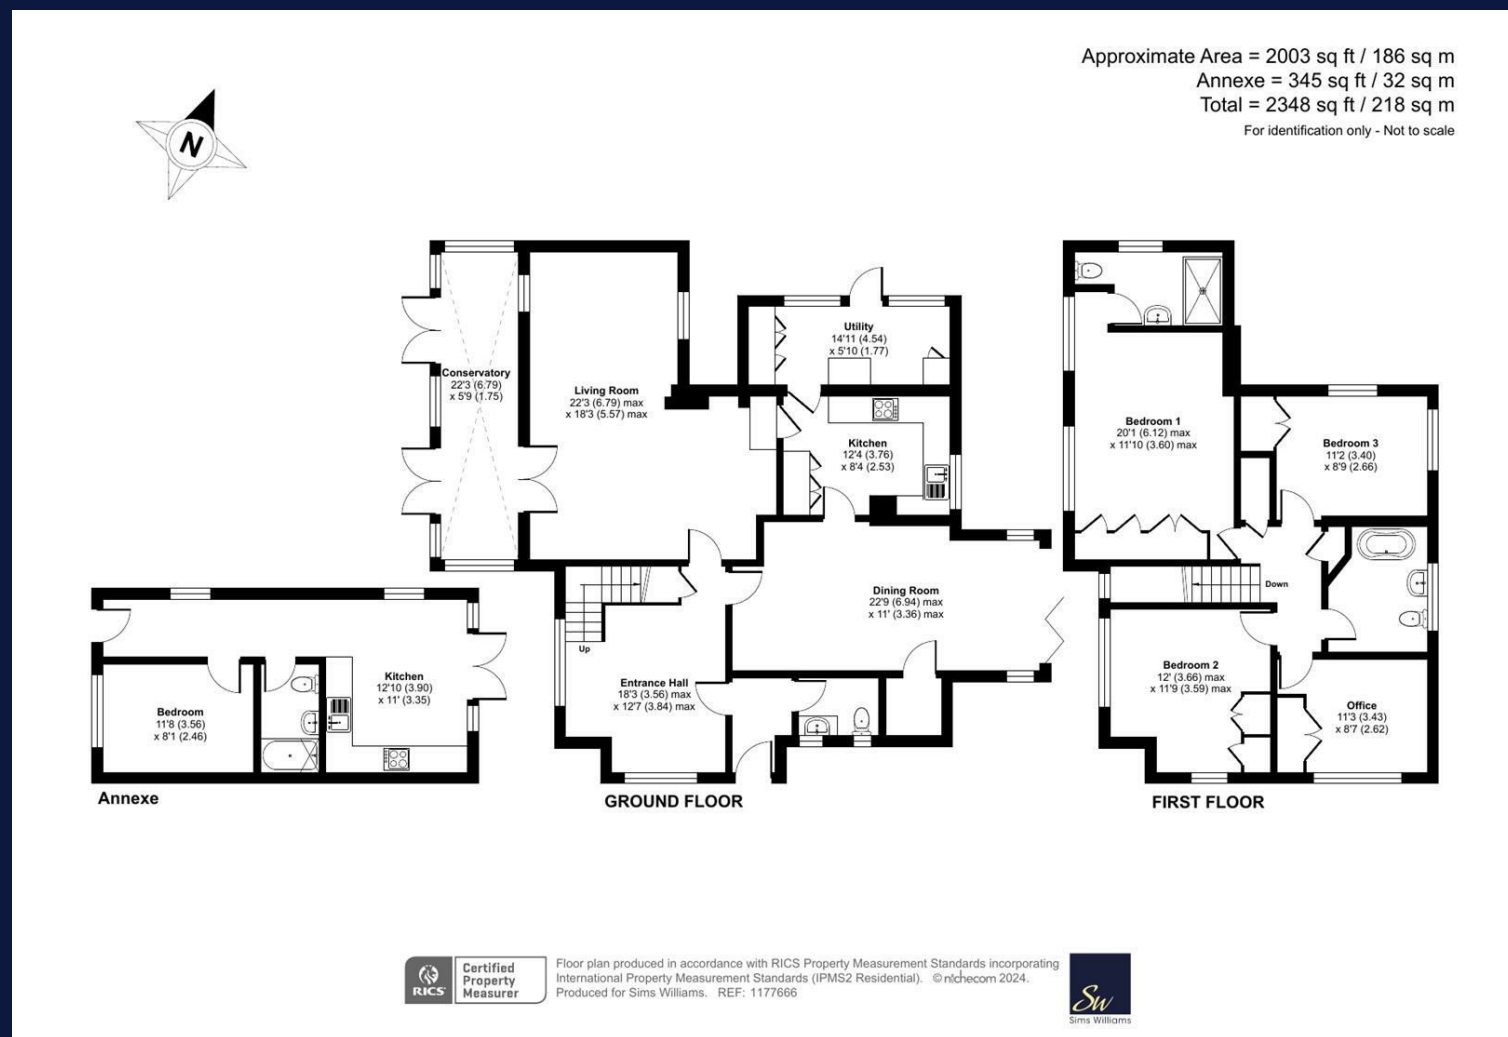 Approximate Area = 2003 sq ft / 186 sq m
Annexe = 345 sq ft / 32 sq m
Total = 2348 sq ft / 218 sq m
For identification only - Not to scale
N
Conservatory
22'3 (6.79)
x 5'9 (1.75)
Living Room
22'3 (6.79) max
x 18'3 (5.57) max
Utility
14'11 (4.54)
x 5'10 (1.77)
Kitchen
12'4 (3.76)
x 8'4 (2.53)
Dining Room
22'9 (6.94) max
x 11' (3.36) max
Up
Entrance Hall
18'3 (3.56) max
x 12'7 (3.84) max
GROUND FLOOR
Kitchen
12'10 (3.90)
x 11' (3.35)
Bedroom
11'8 (3.56)
x 8'1 (2.46)
Annexe
Bedroom 1
20'1 (6.12) max
x 11'10 (3.60) max
Bedroom 3
11'2 (3.40)
x 8'9 (2.66)
Down
Bedroom 2
12' (3.66) max
x 11'9 (3.59) max
Office
11'3 (3.43)
x 8'7 (2.62)
FIRST FLOOR
RICS
Certified
Property
Measurer
Floor plan produced in accordance with RICS Property Measurement Standards incorporating
International Property Measurement Standards (IPMS2 Residential). © nichecom 2024.
Produced for Sims Williams. REF: 1177666
Sw
Sims Williams